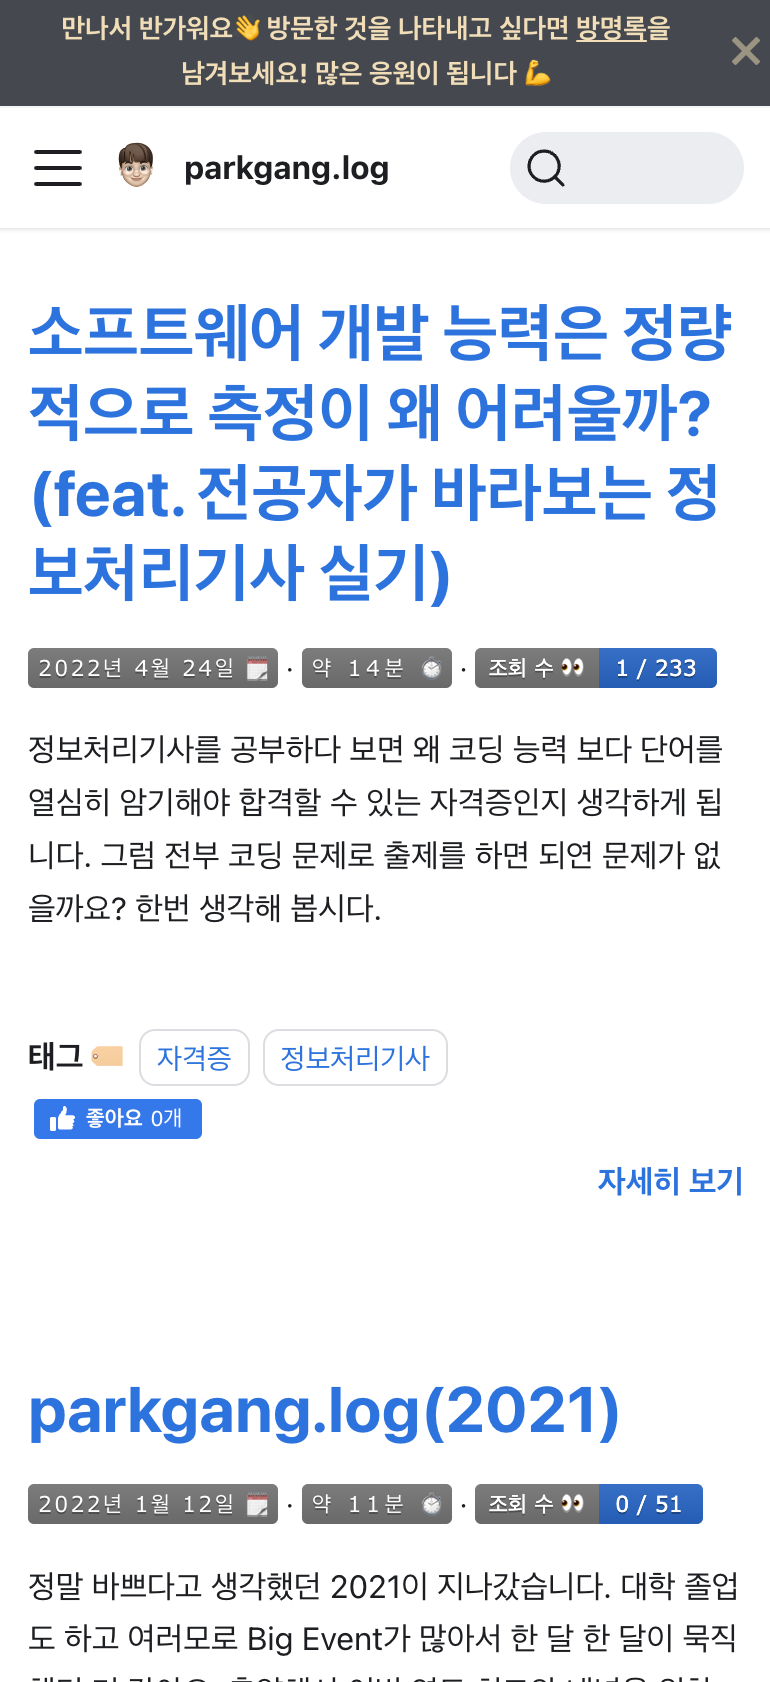 만나서 반가워요👋 방문한 것을 나타내고 싶다면 방명록을
남겨보세요! 많은 응원이 됩니다 💪
parkgang.log
소프트웨어 개발 능력은 정량
적으로 측정이 왜 어려울까?
(feat. 전공자가 바라보는 정
보처리기사 실기)
2022년 4월 24일 · 약 14분 · 조회 수 👀 1 / 233
정보처리기사를 공부하다 보면 왜 코딩 능력 보다 단어를
열심히 암기해야 합격할 수 있는 자격증인지 생각하게 됩
니다. 그럼 전부 코딩 문제로 출제를 하면 되연 문제가 없
을까요? 한번 생각해 봅시다.
태그 🏷️ 자격증 정보처리기사
좋아요 0개
자세히 보기
parkgang.log(2021)
2022년 1월 12일 · 약 11분 · 조회 수 👀 0 / 51
정말 바쁘다고 생각했던 2021이 지나갔습니다. 대학 졸업
도 하고 여러모로 Big Event가 많아서 한 달 한 달이 묵직